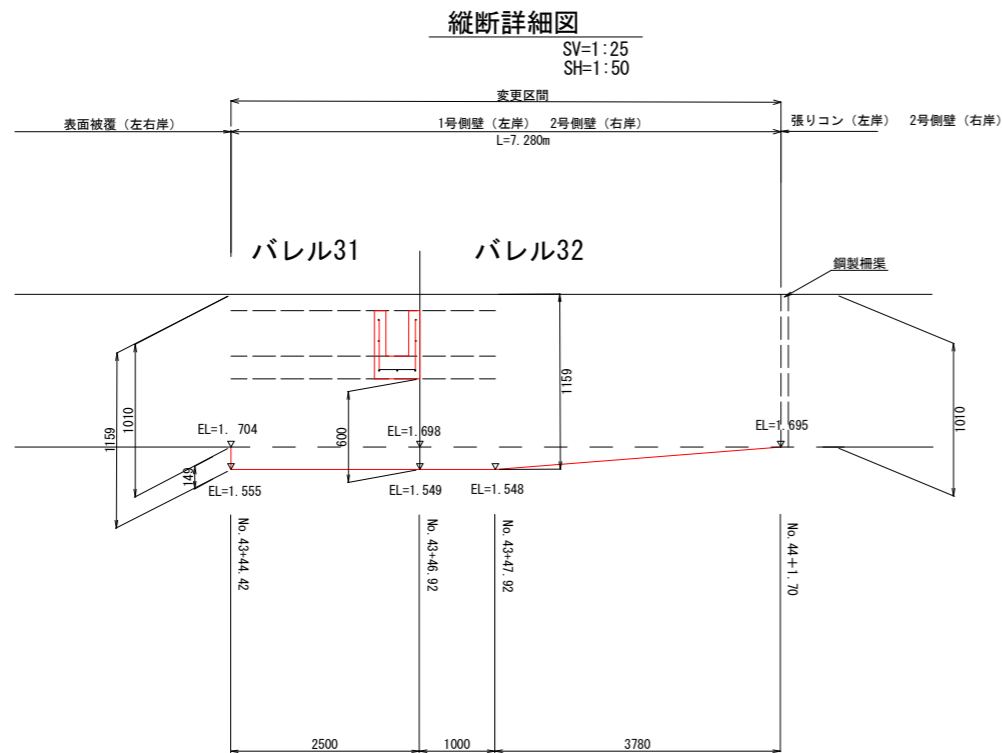 縦断詳細図
SV=1:25
SH=1:50
変更区間
表面被覆（左右岸）
1号側壁（左岸） 2号側壁（右岸）
張りコン（左岸） 2号側壁（右岸）
L=7.280m
バレル31
バレル32
鋼製柵渠
1159
1010
149
600
1159
1010
EL=1. 704
EL=1.698
EL=1.695
EL=1.555
EL=1.549
EL=1.548
No. 43+44. 42
No. 43+46. 92
No. 43+47. 92
No. 44＋1. 70
2500
1000
3780